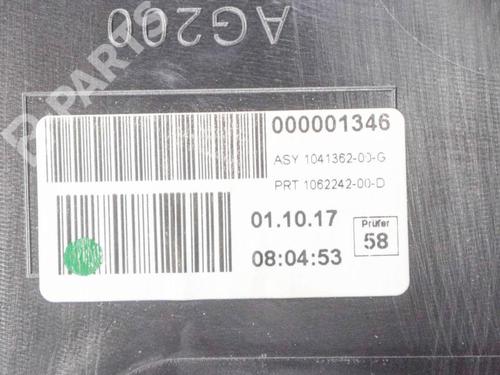 AG200
D-PARTS
000001346
ASY 1041362-00-G
PRT 1062242-00-D
01.10.17
Prüfer
58
08:04:53